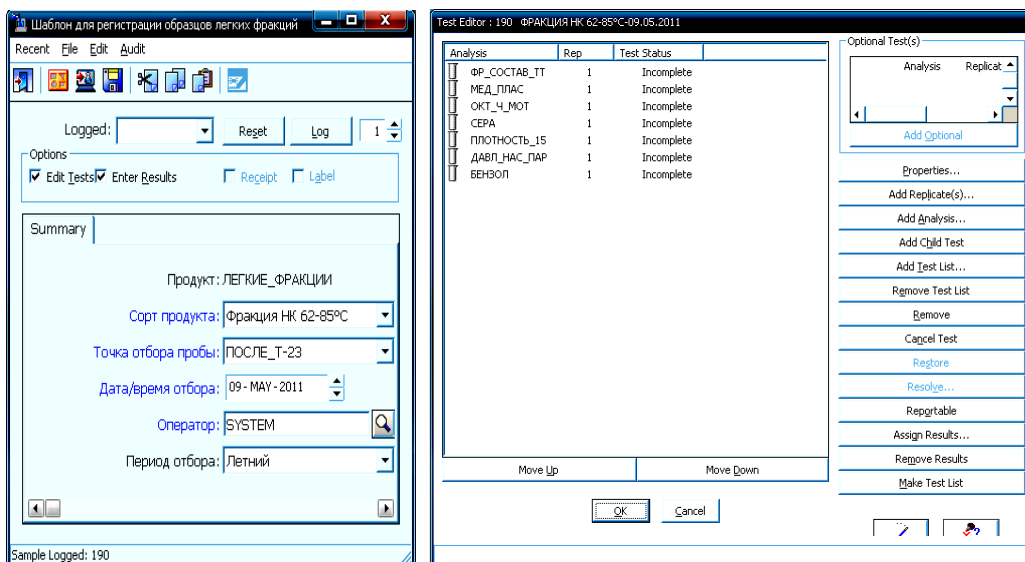 Шаблон для регистрации образцов легких фракций
Recent File Edit Audit
Logged: Reset Log 1
Options
Edit Tests Enter Results Receipt Label
Summary
Продукт: ЛЕГКИЕ_ФРАКЦИИ
Сорт продукта: Фракция НК 62-85ºС
Точка отбора пробы: ПОСЛЕ_Т-23
Дата/время отбора: 09-MAY-2011
Оператор: SYSTEM
Период отбора: Летний
Sample Logged: 190
Test Editor : 190 ФРАКЦИЯ НК 62-85ºС-09.05.2011
Analysis Rep Test Status
ФР_СОСТАВ_ТТ 1 Incomplete
МЕД_ПЛАС 1 Incomplete
ОКТ_Ч_МОТ 1 Incomplete
СЕРА 1 Incomplete
ПЛОТНОСТЬ_15 1 Incomplete
ДАВЛ_НАС_ПАР 1 Incomplete
БЕНЗОЛ 1 Incomplete
Move Up Move Down
OK Cancel
Optional Test(s)
Analysis Replicat
Add Optional
Properties...
Add Replicate(s)...
Add Analysis...
Add Child Test
Add Test List...
Remove Test List
Remove
Cancel Test
Restore
Resolve...
Reportable
Assign Results...
Remove Results
Make Test List